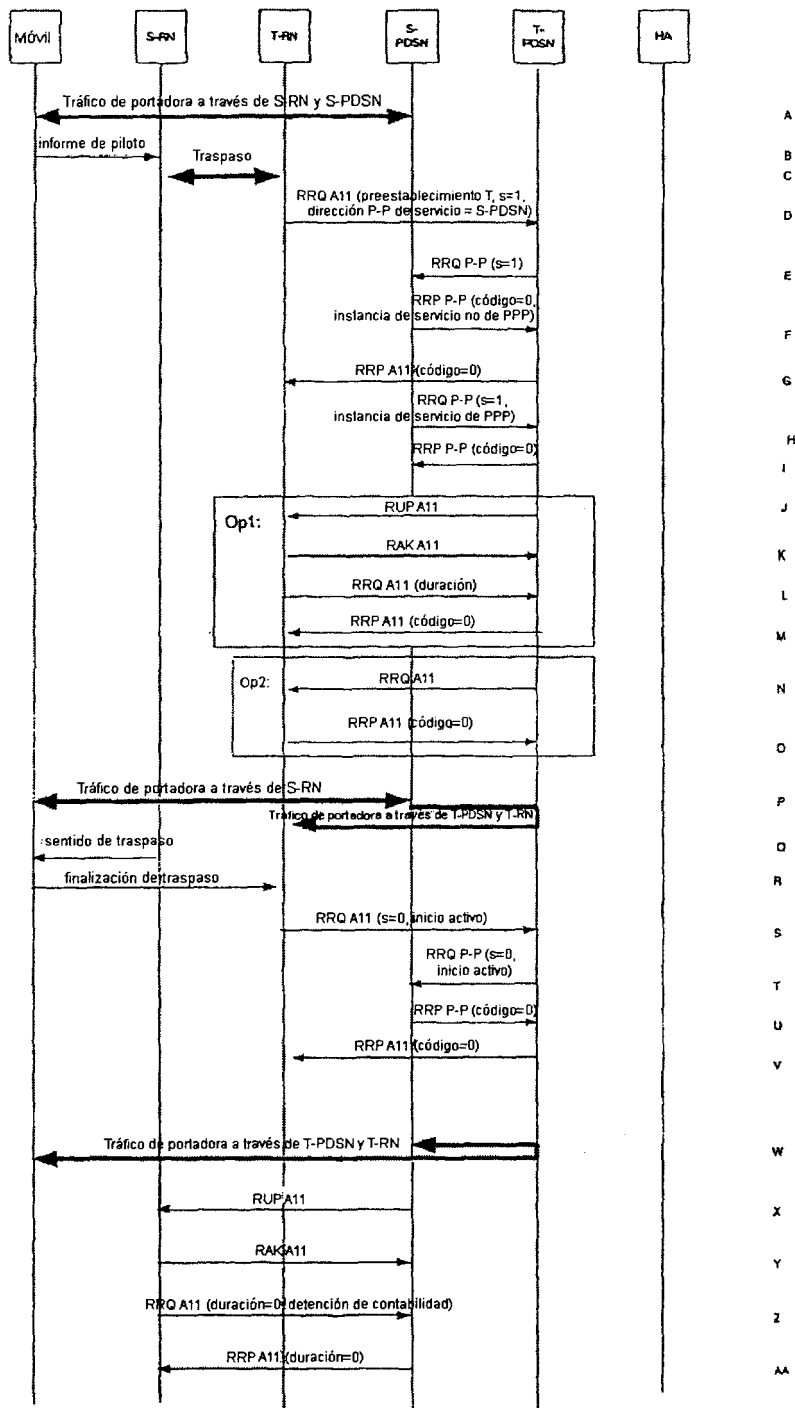 Móvil
S-RN
T-RN
S-
PDSN
T-
PDSN
HA
Tráfico de portadora a través de S-RN y S-PDSN
A
informe de piloto
B
Traspaso
C
RRQ A11 (preestablecimiento T, s=1,
dirección P-P de servicio = S-PDSN)
D
RRQ P-P (s=1)
E
RRP P-P (código=0,
instancia de servicio no de PPP)
F
RRP A11 (código=0)
G
RRQ P-P (s=1,
instancia de servicio de PPP)
H
RRP P-P (código=0)
I
Op1:
RUP A11
J
RAK A11
K
RRQ A11 (duración)
L
RRP A11 (código=0)
M
Op2:
RRQ A11
N
RRP A11 (código=0)
O
Tráfico de portadora a través de S-RN
P
Tráfico de portadora a través de T-PDSN y T-RN
sentido de traspaso
Q
finalización de traspaso
R
RRQ A11 (s=0, inicio activo)
S
RRQ P-P (s=0,
inicio activo)
T
RRP P-P (código=0)
U
RRP A11 (código=0)
V
Tráfico de portadora a través de T-PDSN y T-RN
W
RUP A11
X
RAK A11
Y
RRQ A11 (duración=0, detención de contabilidad)
Z
RRP A11 (duración=0)
AA